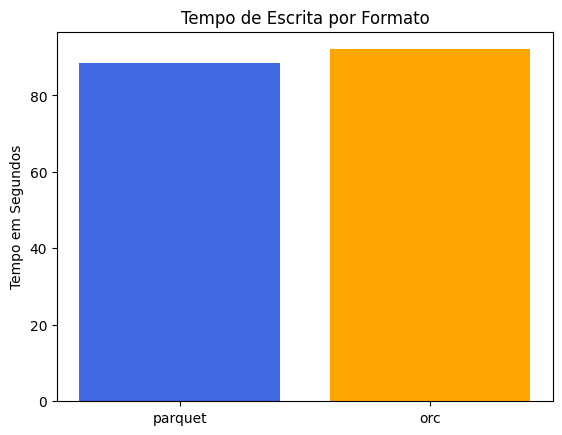 Tempo de Escrita por Formato
Tempo em Segundos
80
60
40
20
0
parquet
orc